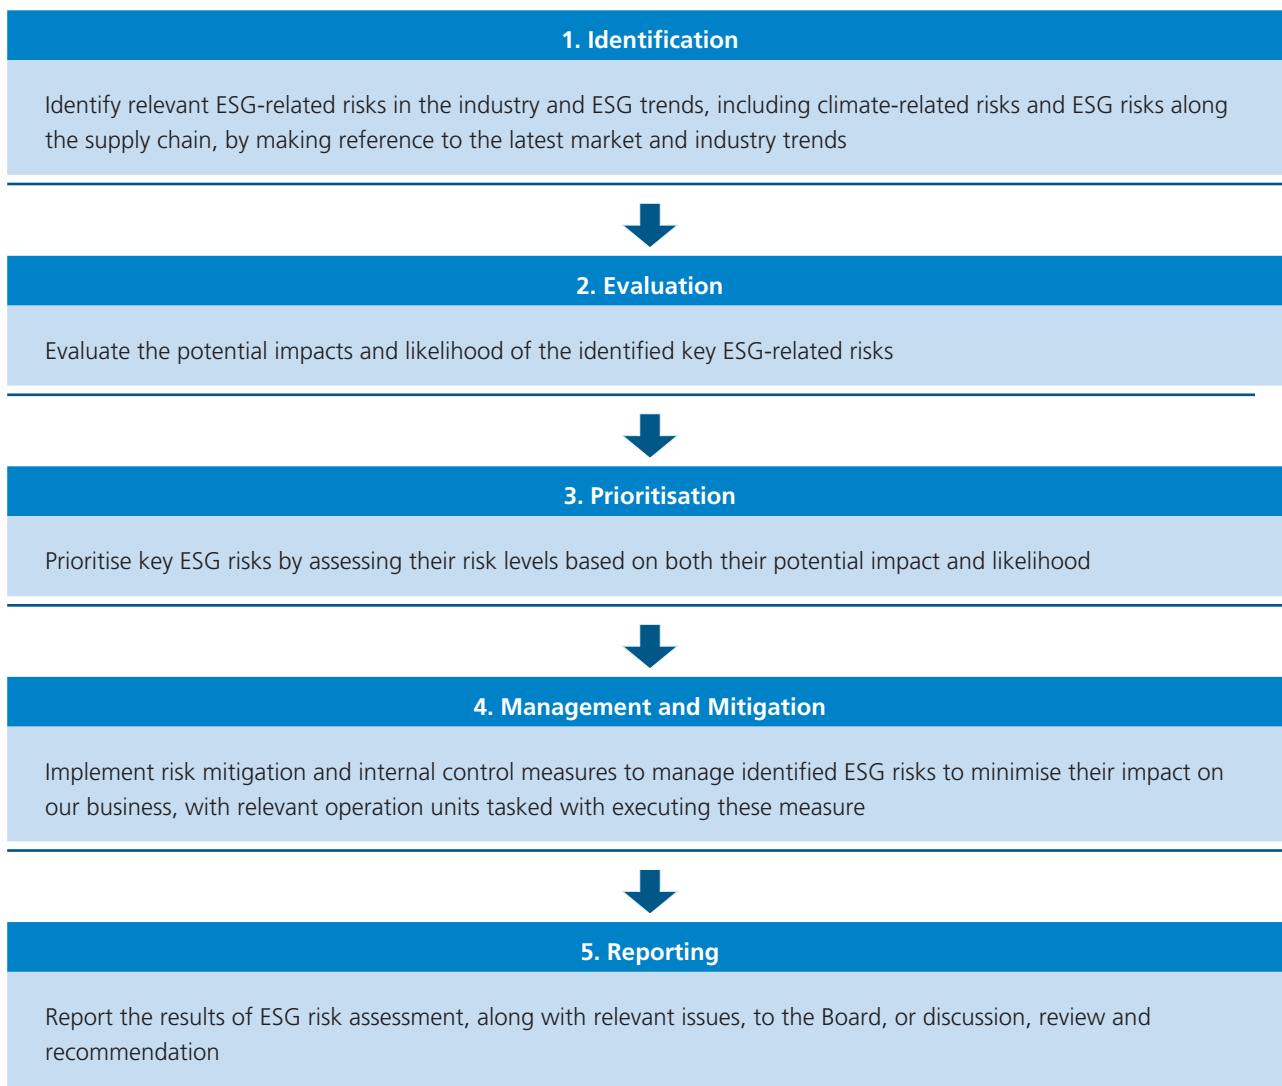 1. Identification
Identify relevant ESG-related risks in the industry and ESG trends, including climate-related risks and ESG risks along
the supply chain, by making reference to the latest market and industry trends
2. Evaluation
Evaluate the potential impacts and likelihood of the identified key ESG-related risks
3. Prioritisation
Prioritise key ESG risks by assessing their risk levels based on both their potential impact and likelihood
4. Management and Mitigation
Implement risk mitigation and internal control measures to manage identified ESG risks to minimise their impact on
our business, with relevant operation units tasked with executing these measure
5. Reporting
Report the results of ESG risk assessment, along with relevant issues, to the Board, or discussion, review and
recommendation